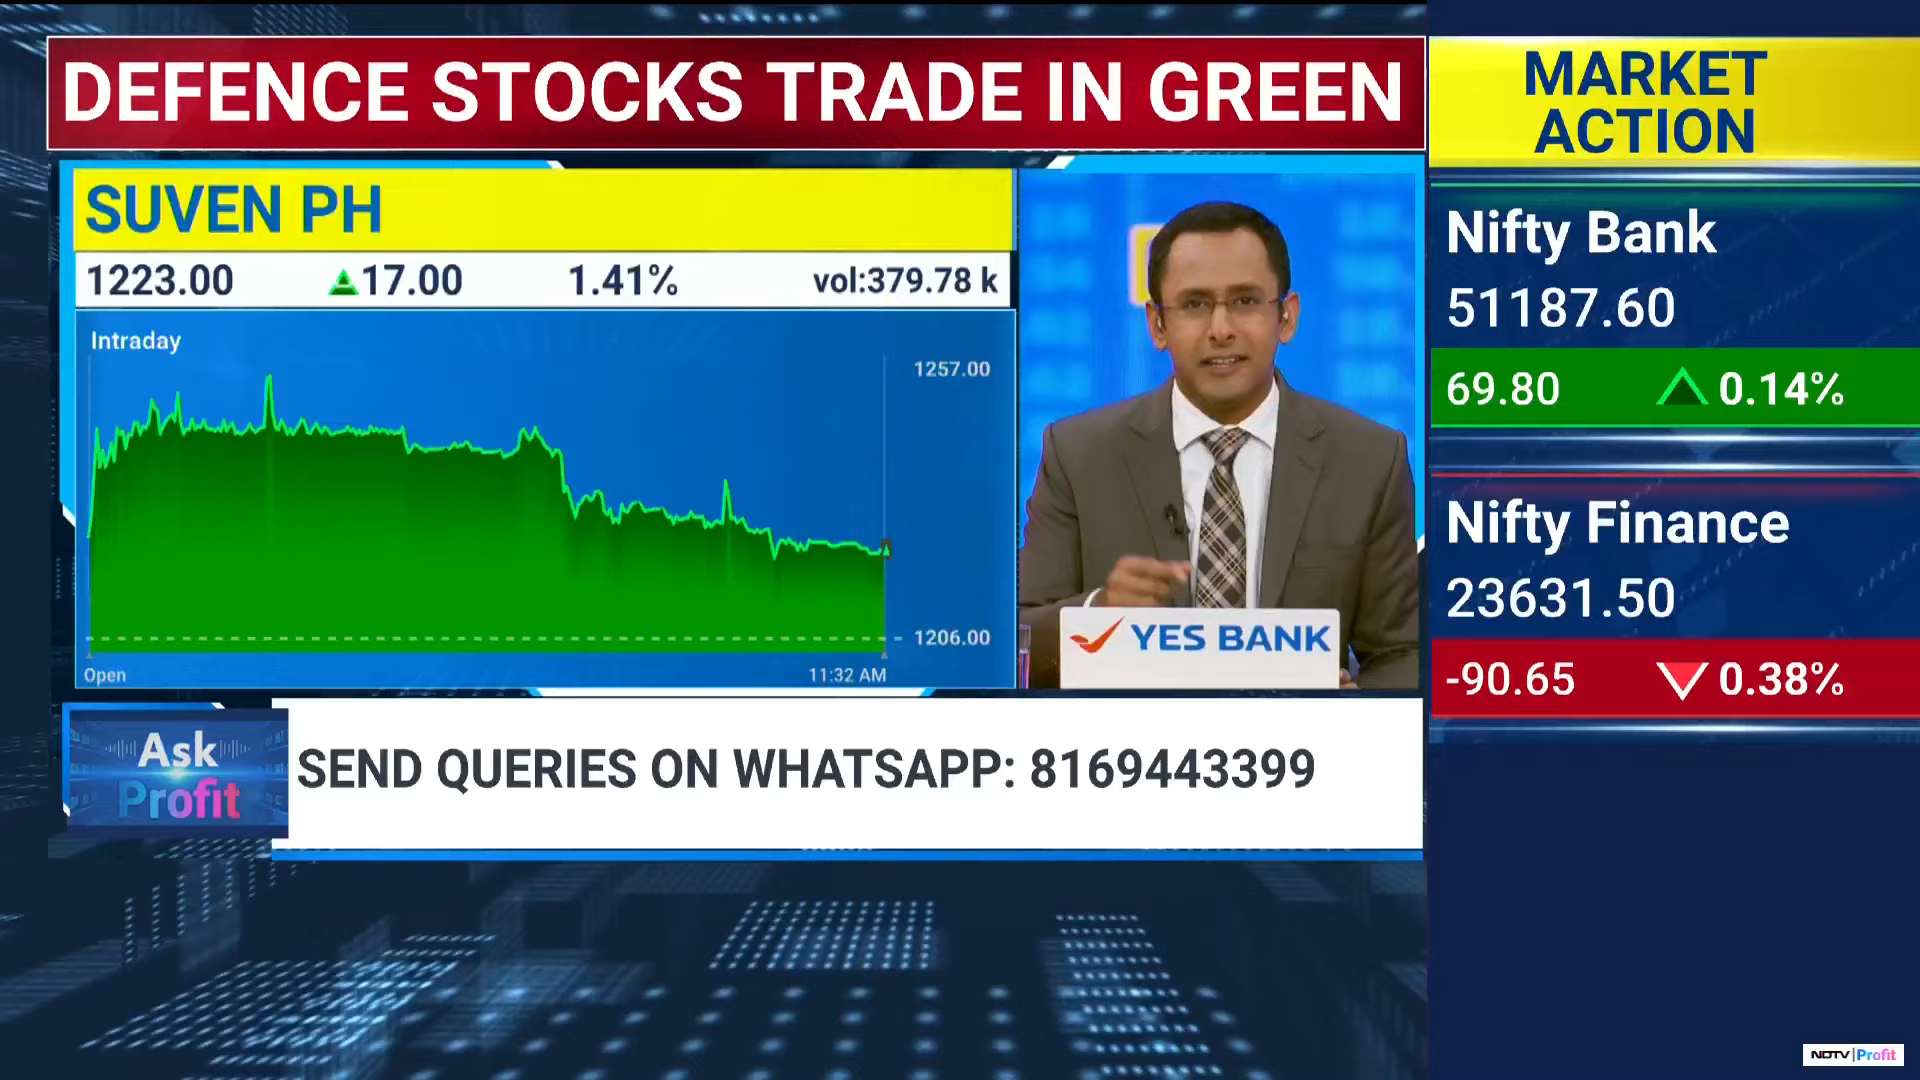 DEFENCE STOCKS TRADE IN GREEN
MARKET
ACTION
SUVEN PH
1223.00 17.00 1.41% vol:379.78 k
Intraday
1257.00
1206.00
Open 11:32 AM
YES BANK
Nifty Bank
51187.60
69.80 0.14%
Nifty Finance
23631.50
-90.65 0.38%
Ask
Profit
SEND QUERIES ON WHATSAPP: 8169443399
NDTV Profit